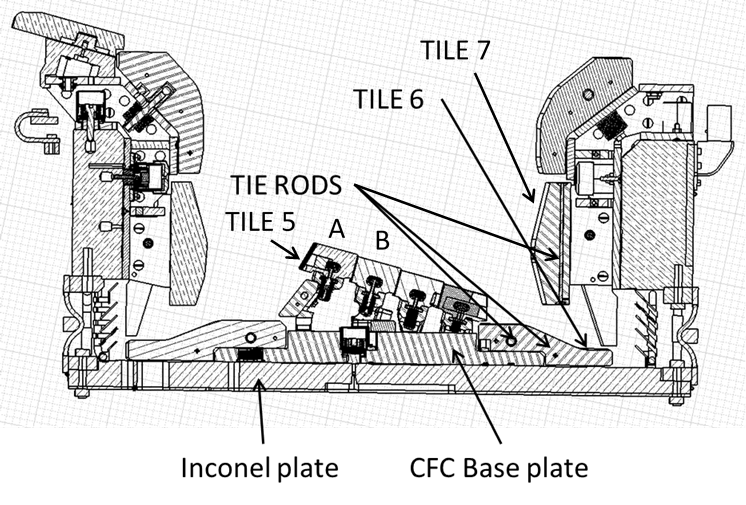 TILE 7
TILE 6
TIE RODS
TILE 5
A
B
Inconel plate
CFC Base plate